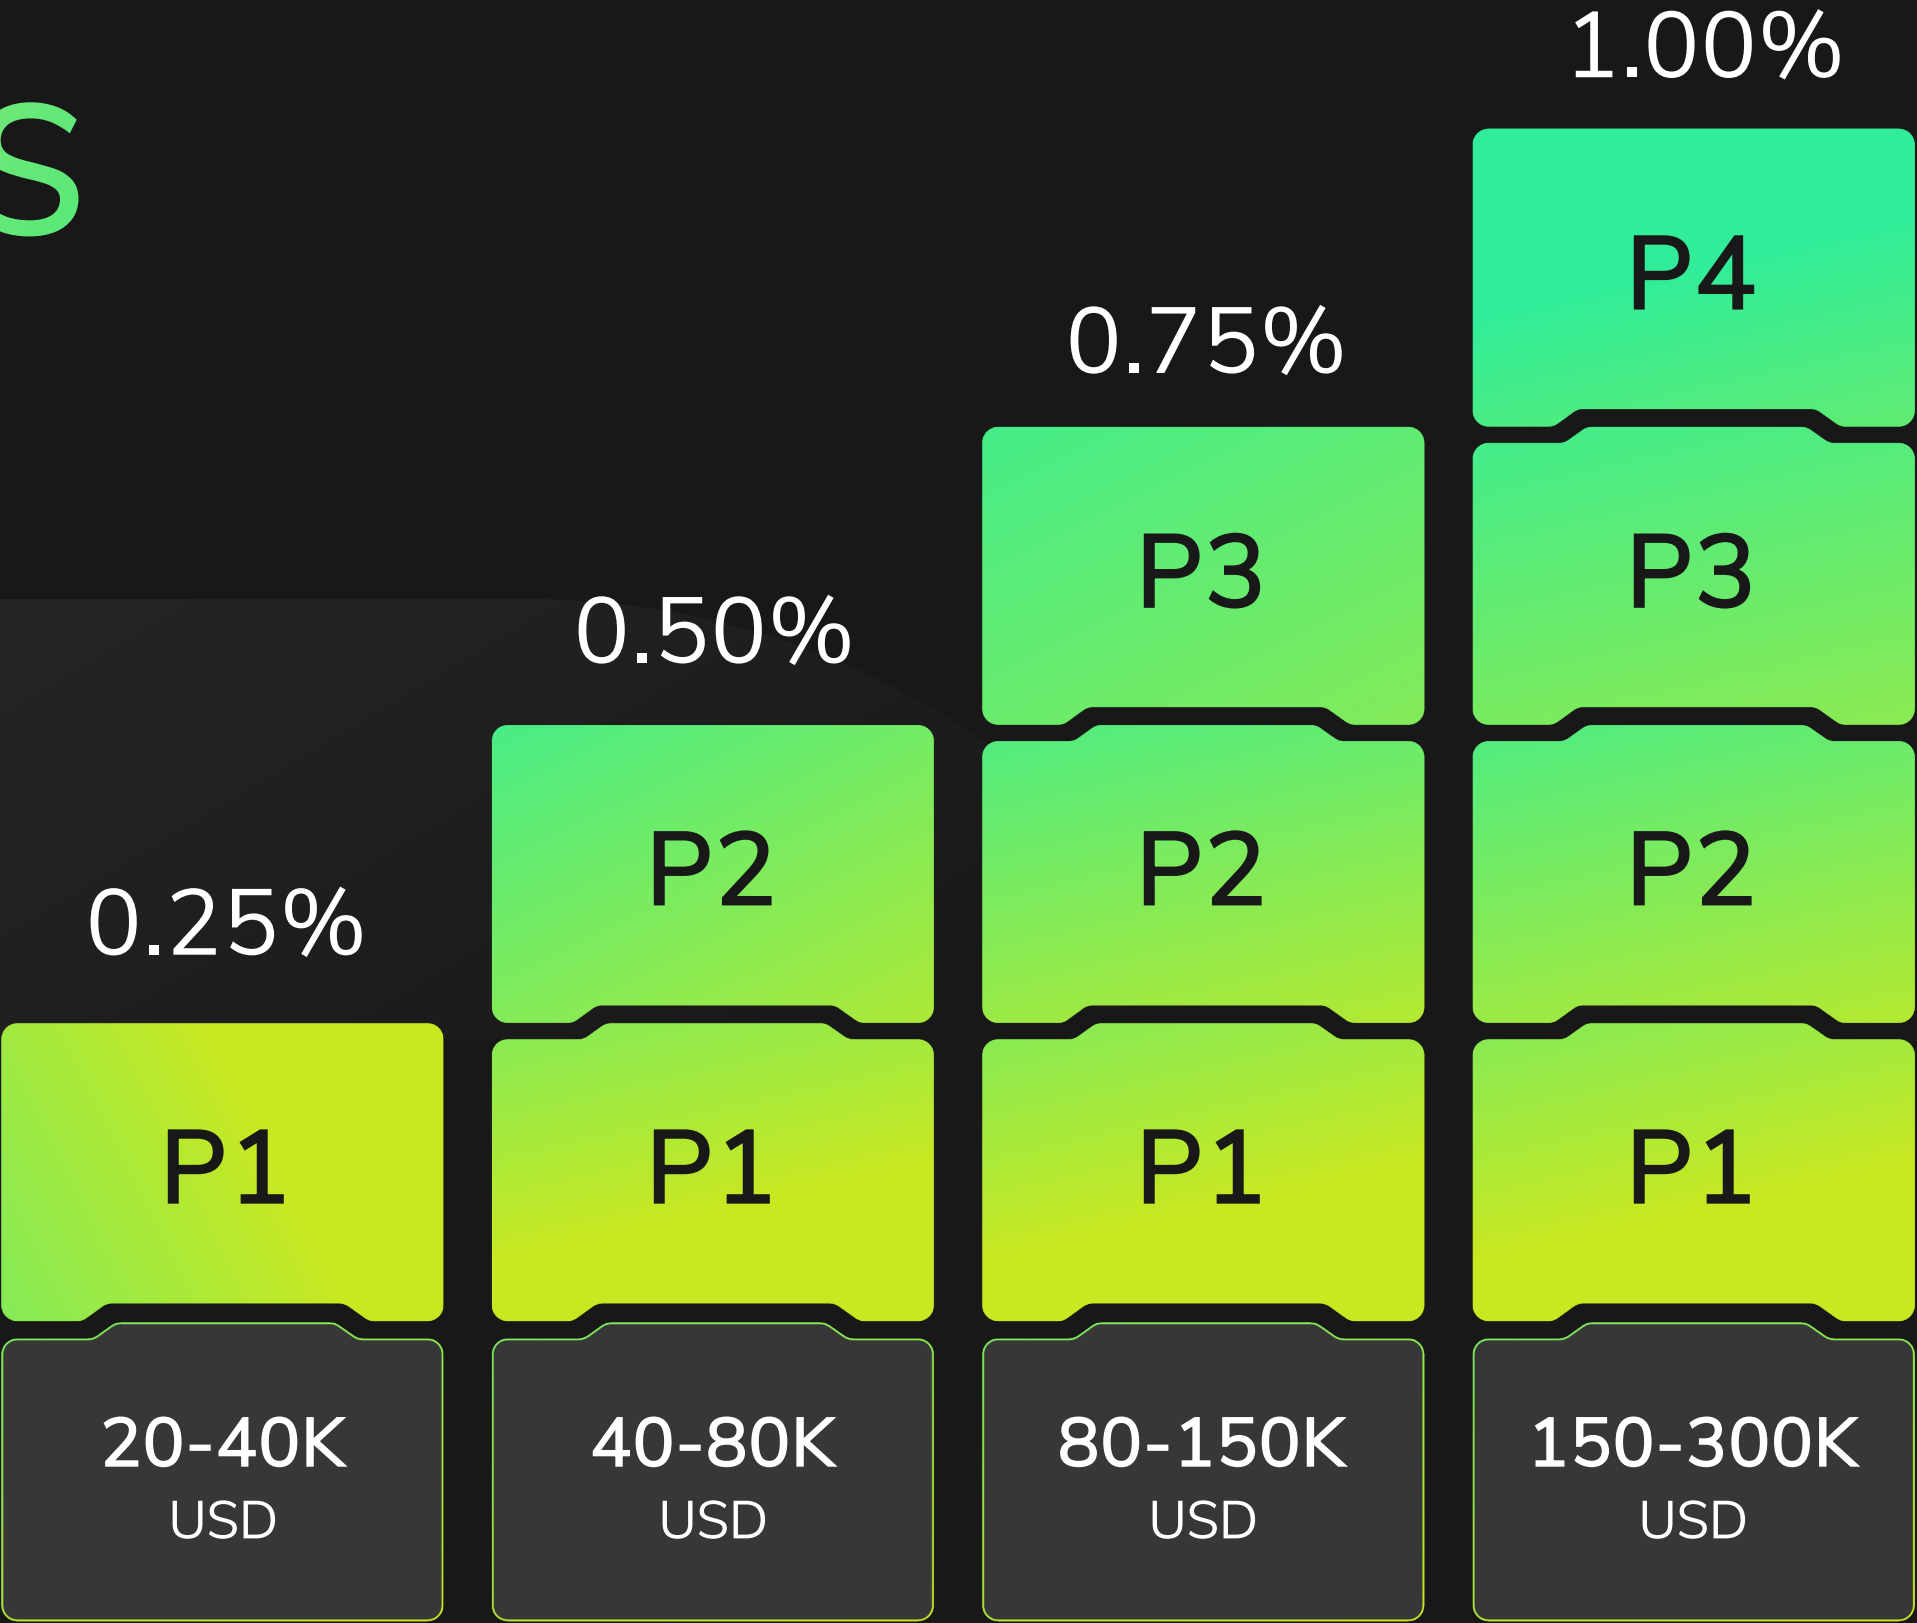 s
1.00%
P4
0.75%
P3
P3
0.50%
P2
P2
P2
0.25%
P1
P1
P1
P1
20-40K
USD
40-80K
USD
80-150K
USD
150-300K
USD